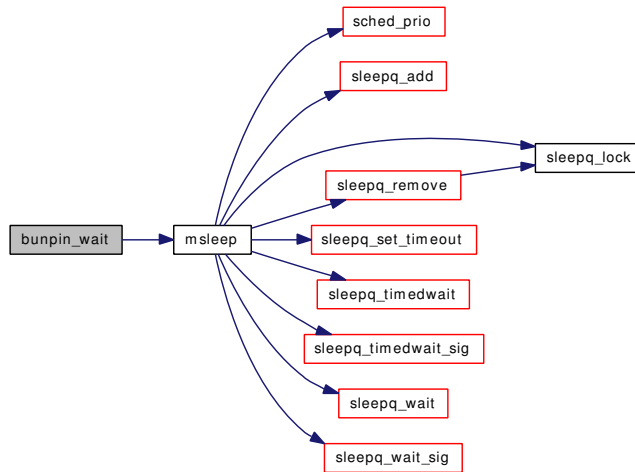 sched_prio
sleepq_add
sleepq_lock
sleepq_remove
bunpin_wait
msleep
sleepq_set_timeout
sleepq_timedwait
sleepq_timedwait_sig
sleepq_wait
sleepq_wait_sig